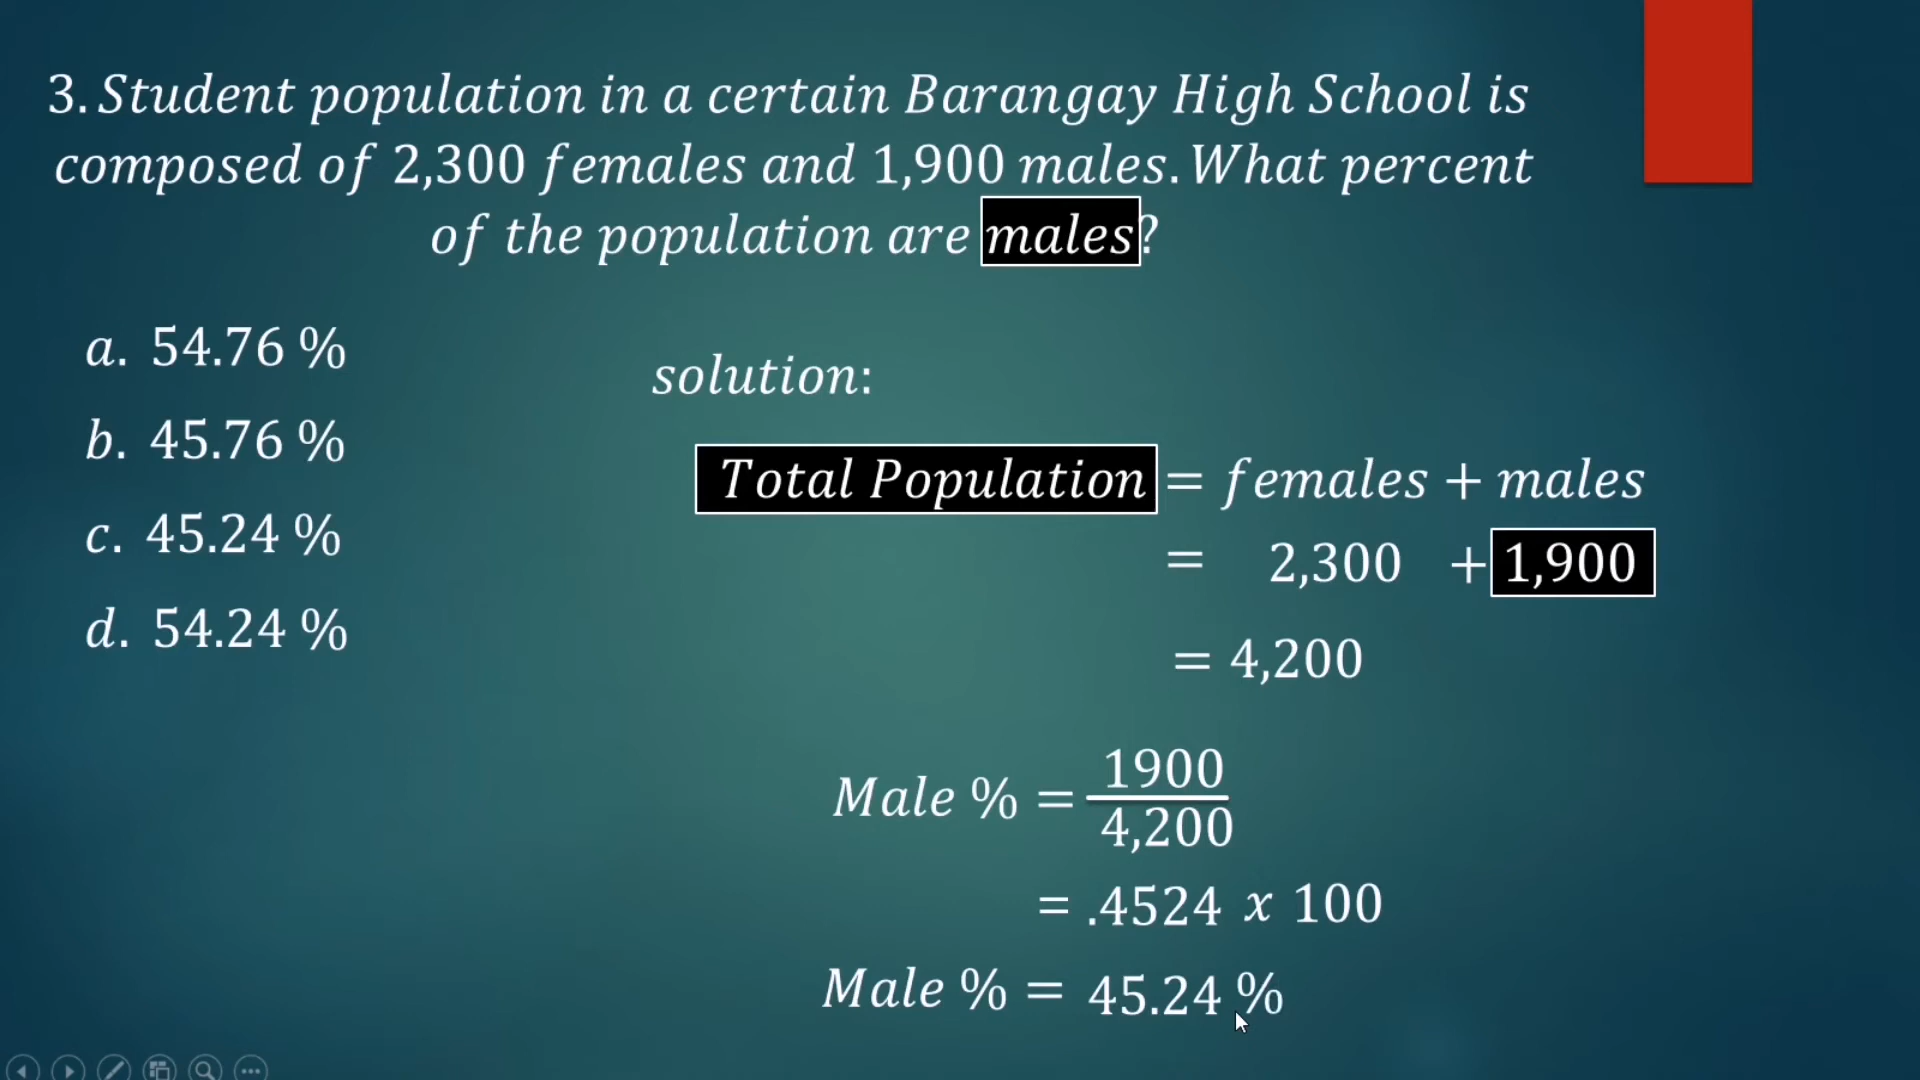 3. Student population in a certain Barangay High School is
composed of 2,300 females and 1,900 males. What percent
of the population are males?
a. 54.76 %
b. 45.76 %
c. 45.24 %
d. 54.24 %
solution:
Total Population = females + males
= 2,300 + 1,900
= 4,200
Male % = 1900
4,200
= .4524 x 100
Male % = 45.24 %